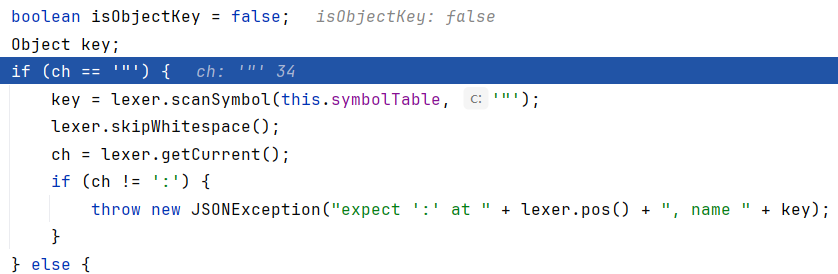 boolean isObjectKey = false;   isObjectKey: false
Object key;
if (ch == '"') {   ch: '"' 34
    key = lexer.scanSymbol(this.symbolTable,  c: '"');
    lexer.skipWhitespace();
    ch = lexer.getCurrent();
    if (ch != ':') {
        throw new JSONException("expect ':' at " + lexer.pos() + ", name " + key);
    }
} else {